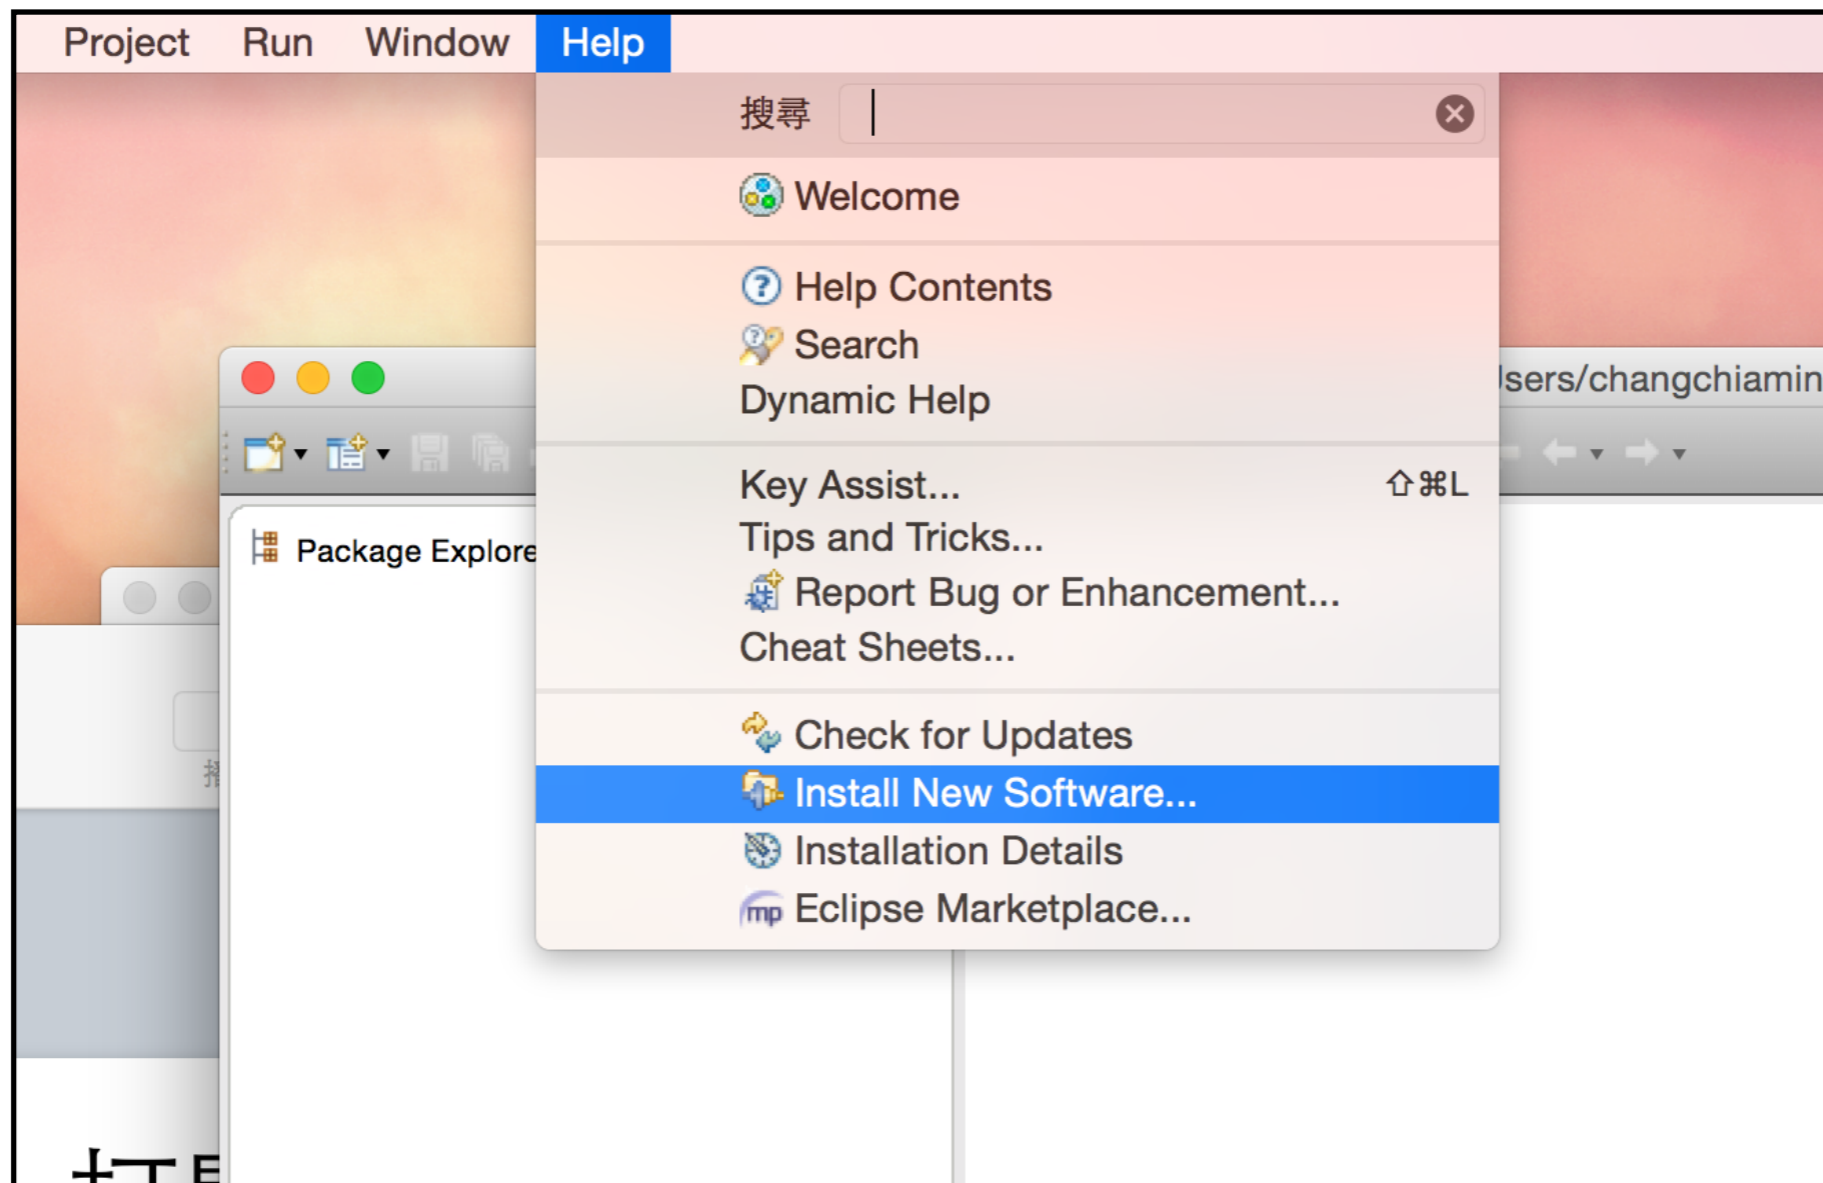 Project Run Window Help
搜尋
Welcome
Help Contents
Search
Dynamic Help
Key Assist... ⇧⌘L
Tips and Tricks...
Report Bug or Enhancement...
Cheat Sheets...
Check for Updates
Install New Software...
Installation Details
mp Eclipse Marketplace...
sers/changchiamin
Package Explore